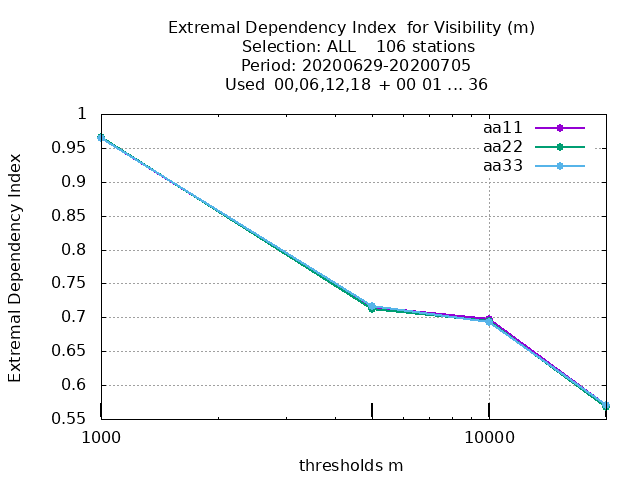 Extremal Dependency Index  for Visibility (m)
Selection: ALL    106 stations
Period: 20200629-20200705
Used  00,06,12,18  + 00 01 ... 36
aa11
aa22
aa33
Extremal Dependency Index
1
0.95
0.9
0.85
0.8
0.75
0.7
0.65
0.6
0.55
1000
10000
thresholds m